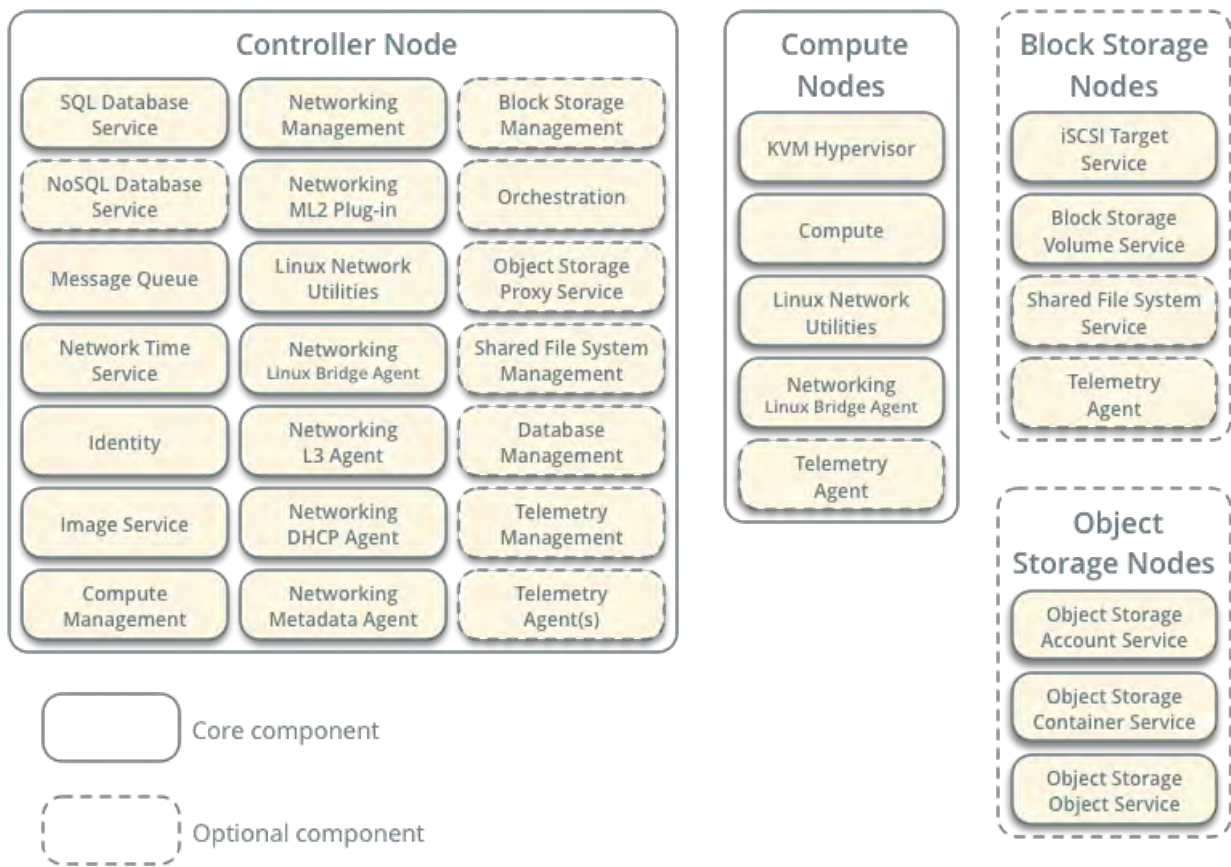 Controller Node
SQL Database
Service
Networking
Management
Block Storage
Management
NoSQL Database
Service
Networking
ML2 Plug-in
Orchestration
Message Queue
Linux Network
Utilities
Object Storage
Proxy Service
Network Time
Service
Networking
Linux Bridge Agent
Shared File System
Management
Identity
Networking
L3 Agent
Database
Management
Image Service
Networking
DHCP Agent
Telemetry
Management
Compute
Management
Networking
Metadata Agent
Telemetry
Agent(s)
Compute
Nodes
KVM Hypervisor
Compute
Linux Network
Utilities
Networking
Linux Bridge Agent
Telemetry
Agent
Block Storage
Nodes
iSCSI Target
Service
Block Storage
Volume Service
Shared File System
Service
Telemetry
Agent
Object
Storage Nodes
Object Storage
Account Service
Object Storage
Container Service
Object Storage
Object Service
Core component
Optional component